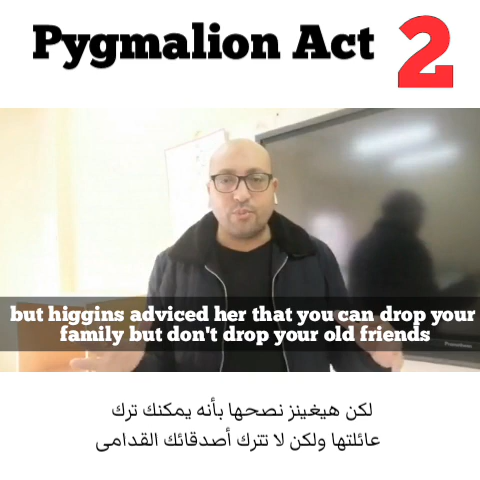 Pygmalion Act 2
but higgins adviced her that you can drop your
family but don't drop your old friends
لكن هيغينز نصحها بأنه يمكنك ترك
عائلتها ولكن لا تترك أصدقائك القدامى